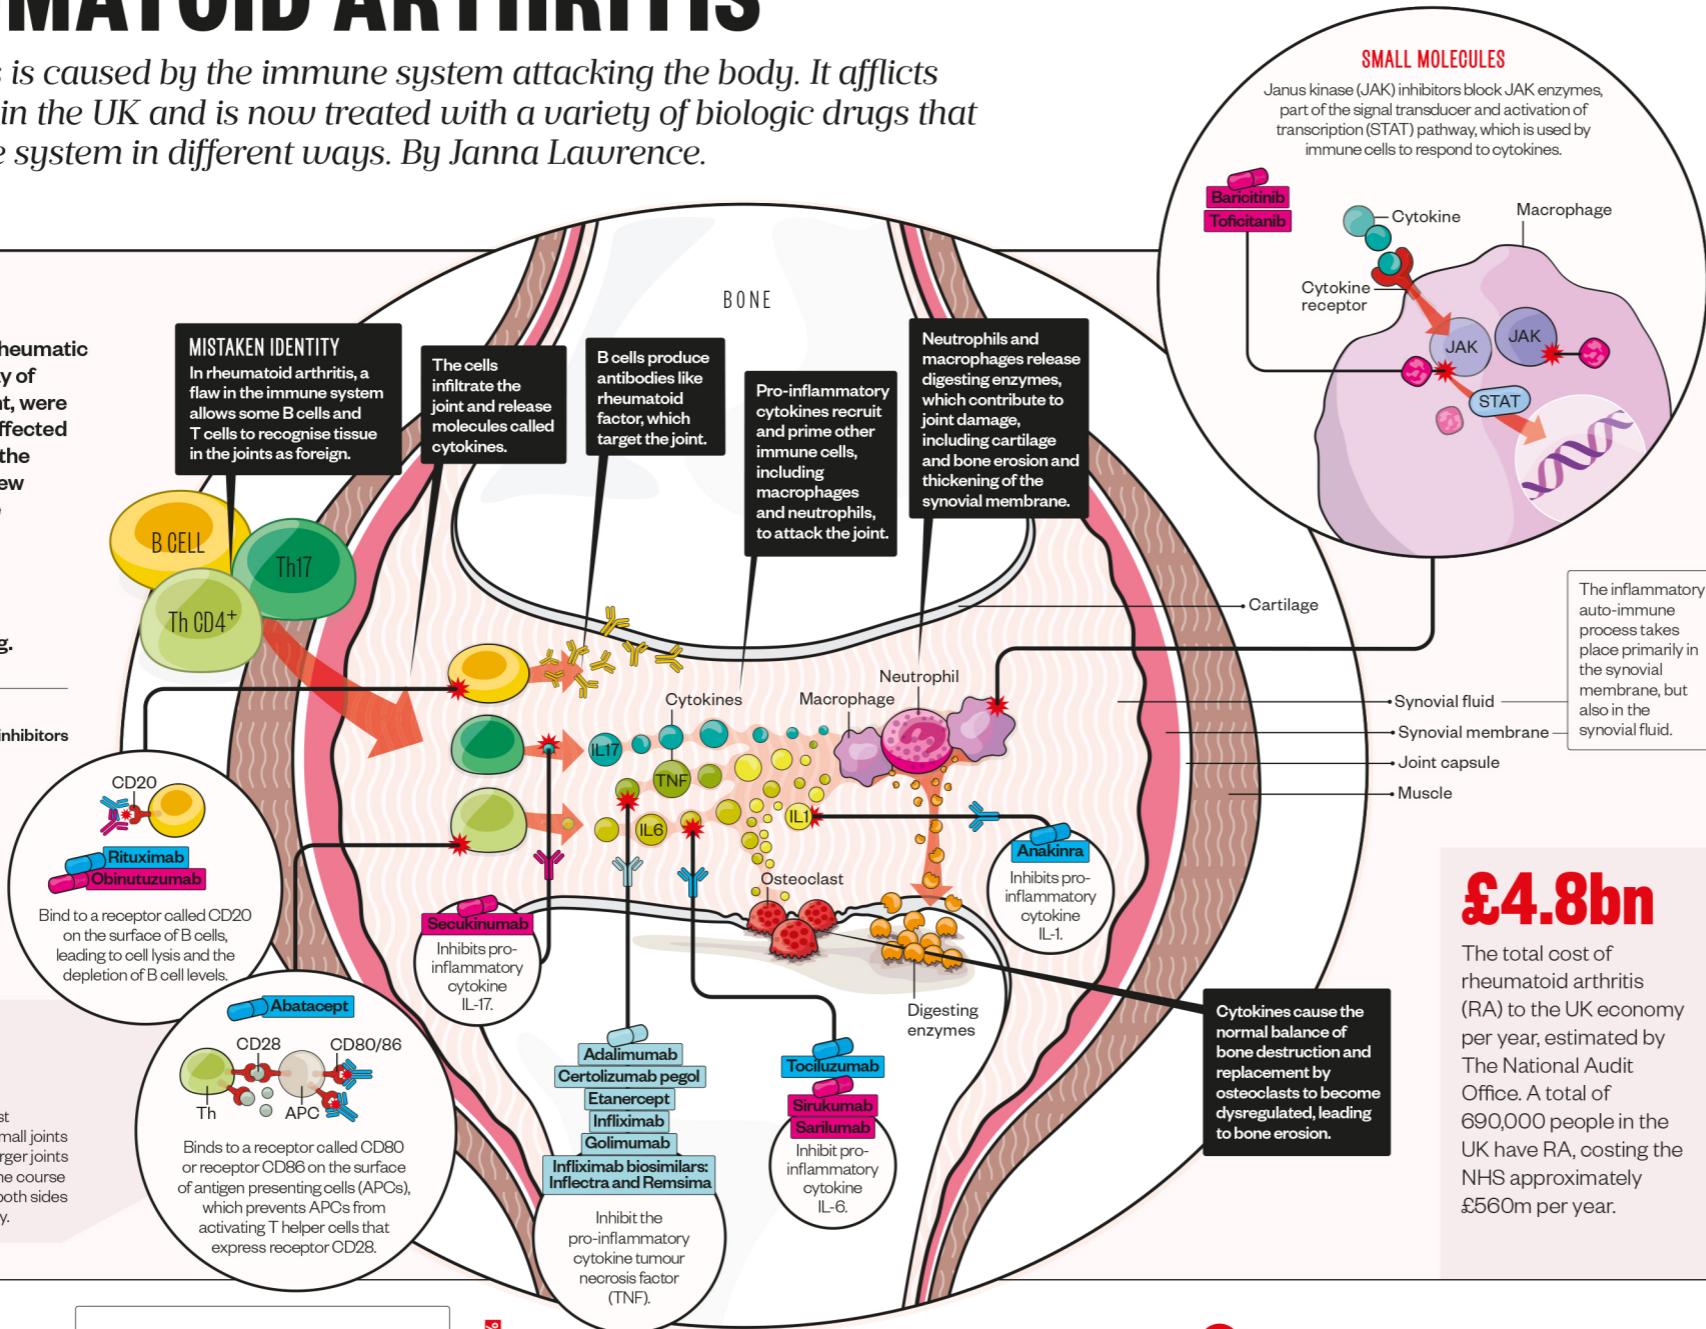 MATOID ARTHRITIS
is caused by the immune system attacking the body. It afflicts
in the UK and is now treated with a variety of biologic drugs that
system in different ways. By Janna Lawrence.
SMALL MOLECULES
Janus kinase (JAK) inhibitors block JAK enzymes,
part of the signal transducer and activation of
transcription (STAT) pathway, which is used by
immune cells to respond to cytokines.
Baricitinib
Toficitanib
Cytokine
Macrophage
Cytokine
receptor
JAK
JAK
STAT
BONE
heumatic
y of
t, were
ffected
the
ew
g.
inhibitors
MISTAKEN IDENTITY
In rheumatoid arthritis, a
flaw in the immune system
allows some B cells and
T cells to recognise tissue
in the joints as foreign.
The cells
infiltrate the
joint and release
molecules called
cytokines.
B cells produce
antibodies like
rheumatoid
factor, which
target the joint.
Pro-inflammatory
cytokines recruit
and prime other
immune cells,
including
macrophages
and neutrophils,
to attack the joint.
Neutrophils and
macrophages release
digesting enzymes,
which contribute to
joint damage,
including cartilage
and bone erosion and
thickening of the
synovial membrane.
B CELL
Th17
Th CD4+
Cytokines
Macrophage
Neutrophil
IL17
TNF
IL6
IL1
Osteoclast
Digesting
enzymes
Cartilage
Synovial fluid
Synovial membrane
Joint capsule
Muscle
The inflammatory
auto-immune
process takes
place primarily in
the synovial
membrane, but
also in the
synovial fluid.
CD20
Rituximab
Obinutuzumab
Bind to a receptor called CD20
on the surface of B cells,
leading to cell lysis and the
depletion of B cell levels.
Abatacept
CD28
CD80/86
Th
APC
Binds to a receptor called CD80
or receptor CD86 on the surface
of antigen presenting cells (APCs),
which prevents APCs from
activating T helper cells that
express receptor CD28.
Secukinumab
Inhibits pro-
inflammatory
cytokine
IL-17.
Adalimumab
Certolizumab pegol
Etanercept
Infliximab
Golimumab
Infliximab biosimilars:
Inflectra and Remsima
Inhibit the
pro-inflammatory
cytokine tumour
necrosis factor
(TNF).
Tociluzumab
Sirukumab
Sarilumab
Inhibit pro-
inflammatory
cytokine
IL-6.
Anakinra
Inhibits pro-
inflammatory
cytokine
IL-1.
Cytokines cause the
normal balance of
bone destruction and
replacement by
osteoclasts to become
dysregulated, leading
to bone erosion.
£4.8bn
The total cost of
rheumatoid arthritis
(RA) to the UK economy
per year, estimated by
The National Audit
Office. A total of
690,000 people in the
UK have RA, costing the
NHS approximately
£560m per year.
st
mall joints
rger joints
he course
both sides
y.